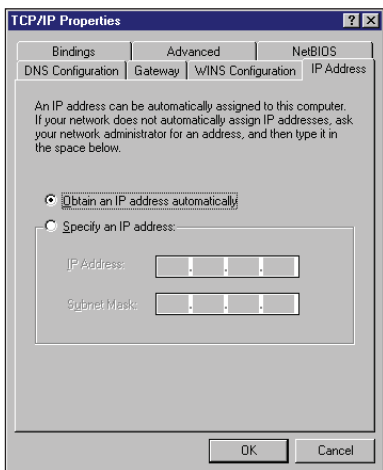 TCP/IP Properties
Bindings Advanced NetBIOS
DNS Configuration Gateway WINS Configuration IP Address
An IP address can be automatically assigned to this computer.
If your network does not automatically assign IP addresses, ask
your network administrator for an address, and then type it in
the space below.
Obtain an IP address automatically
Specify an IP address:
IP Address:
Subnet Mask:
OK Cancel